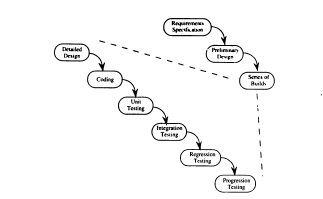 Requirements
Specification
Preliminary
Design
Series of
Builds
Detailed
Design
Coding
Unit
Testing
Integration
Testing
Regression
Testing
Progression
Testing